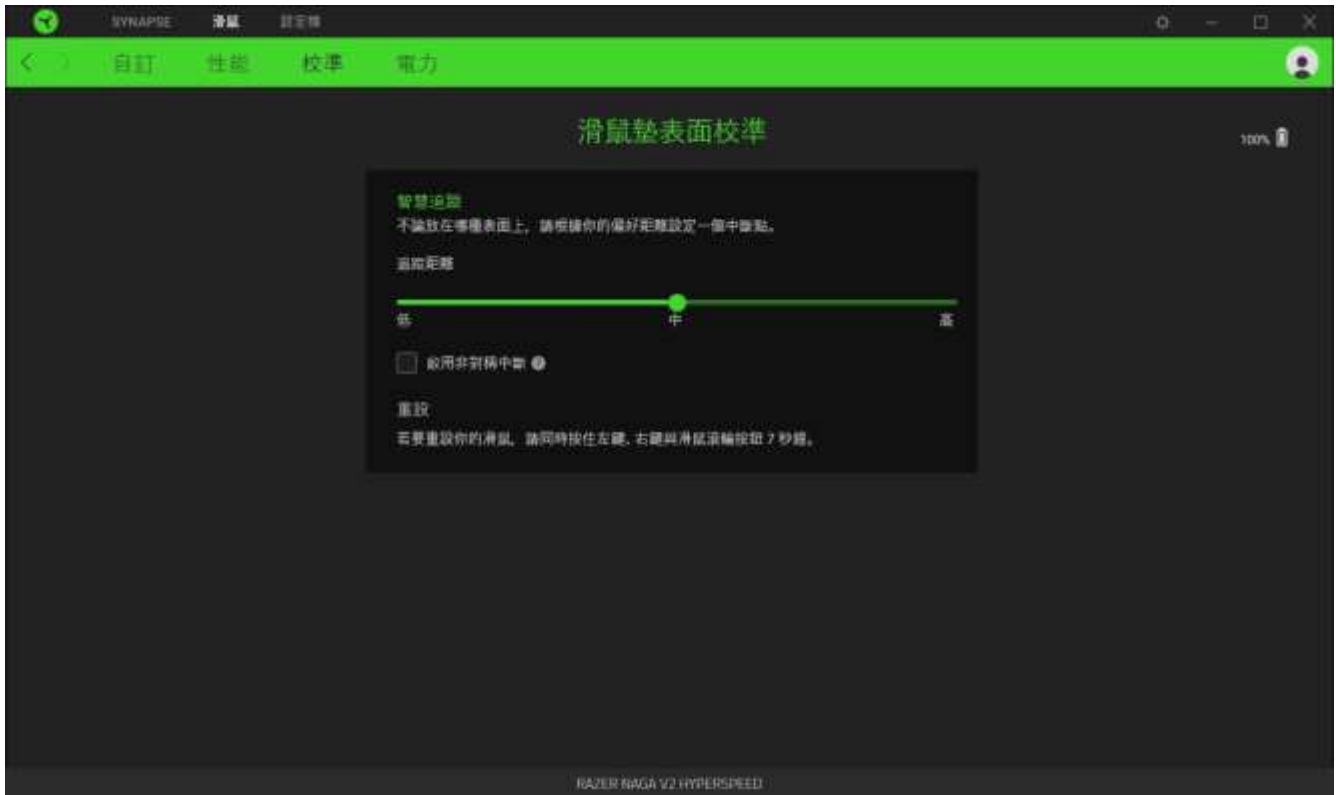 SYNAPSE 滑鼠 設定檔
自訂 性能 校準 電力
滑鼠墊表面校準
100%
智慧追蹤
不論放在哪種表面上，請根據你的偏好距離設定一個中斷點。
追蹤距離
低 中 高
啟用非對稱中斷
重設
若要重設你的滑鼠，請同時按住左鍵、右鍵與滑鼠滾輪按鈕 7 秒鐘。
RAZER NAGA V2 HYPERSPEED